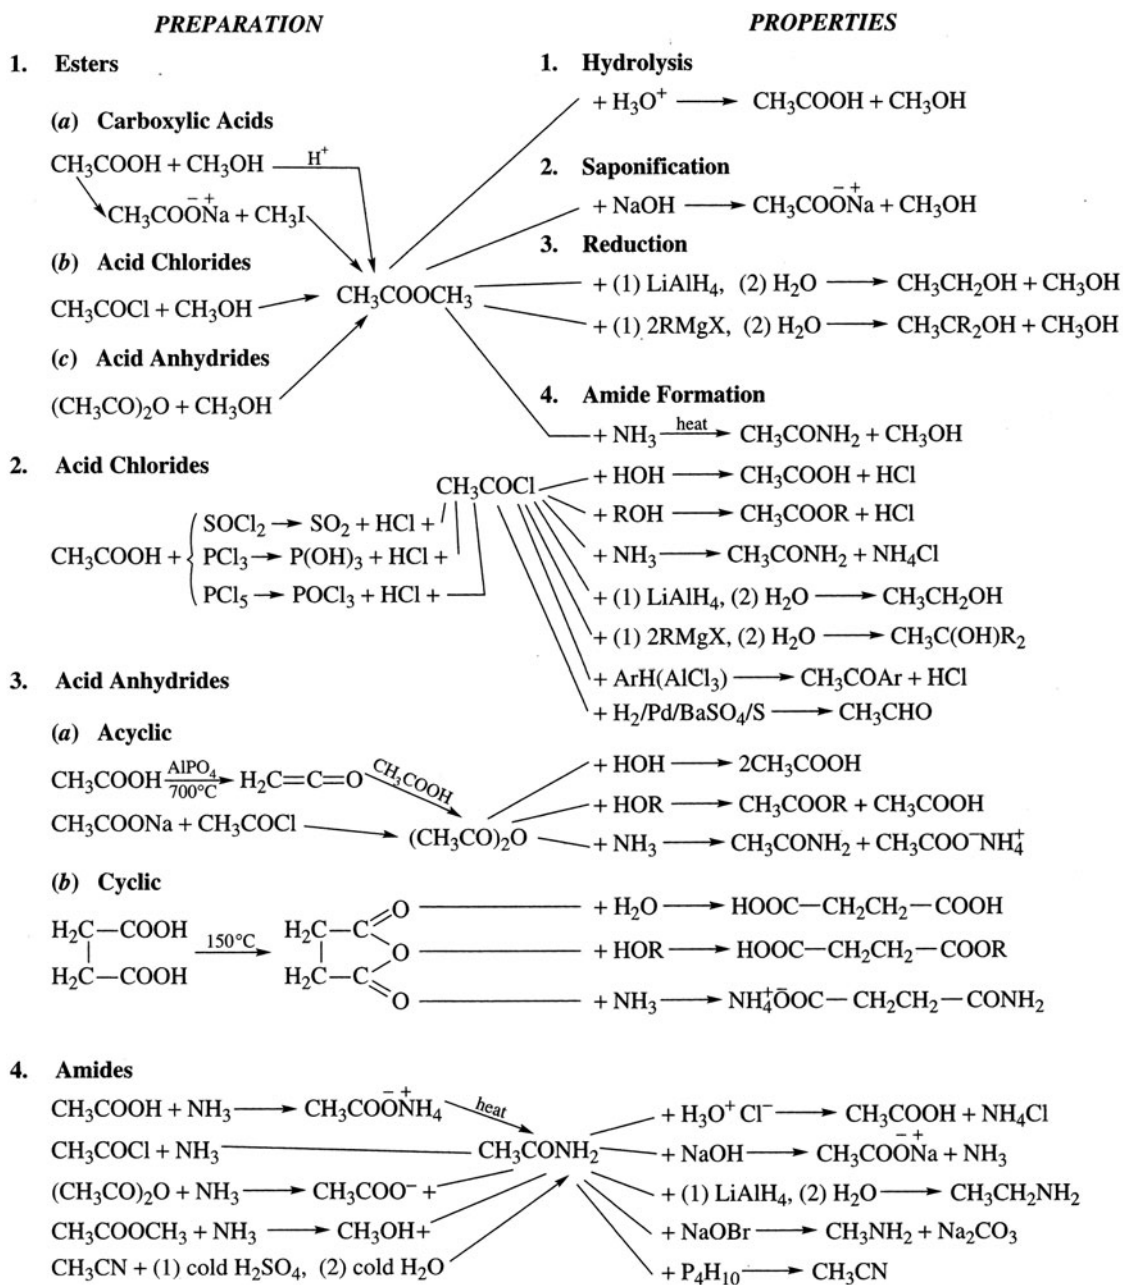 PREPARATION
1. Esters
(a) Carboxylic Acids
CH₃COOH + CH₃OH H⁺
CH₃COO⁻Na⁺ + CH₃I
(b) Acid Chlorides
CH₃COCl + CH₃OH
CH₃COOCH₃
(c) Acid Anhydrides
(CH₃CO)₂O + CH₃OH
PROPERTIES
1. Hydrolysis
+ H₃O⁺ → CH₃COOH + CH₃OH
2. Saponification
+ NaOH → CH₃COO⁻Na⁺ + CH₃OH
3. Reduction
+ (1) LiAlH₄, (2) H₂O → CH₃CH₂OH + CH₃OH
+ (1) 2RMgX, (2) H₂O → CH₃CR₂OH + CH₃OH
4. Amide Formation
+ NH₃ heat → CH₃CONH₂ + CH₃OH
2. Acid Chlorides
CH₃COCl
CH₃COOH +
SOCl₂ → SO₂ + HCl +
PCl₃ → P(OH)₃ + HCl +
PCl₅ → POCl₃ + HCl +
+ HOH → CH₃COOH + HCl
+ ROH → CH₃COOR + HCl
+ NH₃ → CH₃CONH₂ + NH₄Cl
+ (1) LiAlH₄, (2) H₂O → CH₃CH₂OH
+ (1) 2RMgX, (2) H₂O → CH₃C(OH)R₂
+ ArH(AlCl₃) → CH₃COAr + HCl
+ H₂/Pd/BaSO₄/S → CH₃CHO
3. Acid Anhydrides
(a) Acyclic
CH₃COOH AlPO₄ 700°C → H₂C=C=O CH₃COOH
CH₃COONa + CH₃COCl → (CH₃CO)₂O
+ HOH → 2CH₃COOH
+ HOR → CH₃COOR + CH₃COOH
+ NH₃ → CH₃CONH₂ + CH₃COO⁻NH₄⁺
(b) Cyclic
H₂C—COOH
H₂C—COOH
150°C
H₂C—C=O
O
H₂C—C=O
+ H₂O → HOOC—CH₂CH₂—COOH
+ HOR → HOOC—CH₂CH₂—COOR
+ NH₃ → NH₄⁺⁻OOC—CH₂CH₂—CONH₂
4. Amides
CH₃COOH + NH₃ → CH₃COO⁻NH₄⁺ heat
CH₃COCl + NH₃ CH₃CONH₂
(CH₃CO)₂O + NH₃ → CH₃COO⁻ +
CH₃COOCH₃ + NH₃ → CH₃OH+
CH₃CN + (1) cold H₂SO₄, (2) cold H₂O
+ H₃O⁺ Cl⁻ → CH₃COOH + NH₄Cl
+ NaOH → CH₃COO⁻Na⁺ + NH₃
+ (1) LiAlH₄, (2) H₂O → CH₃CH₂NH₂
+ NaOBr → CH₃NH₂ + Na₂CO₃
+ P₄H₁₀ → CH₃CN